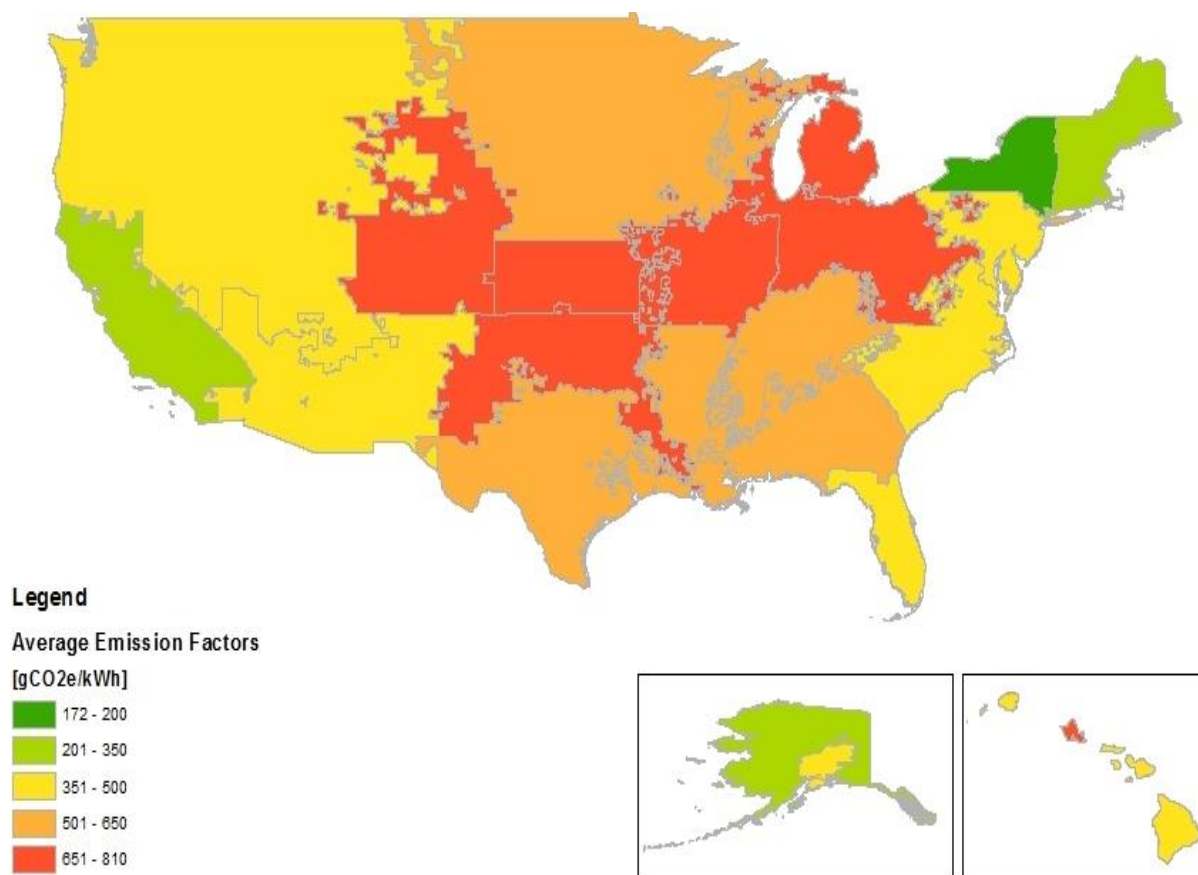 Legend
Average Emission Factors
[gCO2e/kWh]
172 - 200
201 - 350
351 - 500
501 - 650
651 - 810